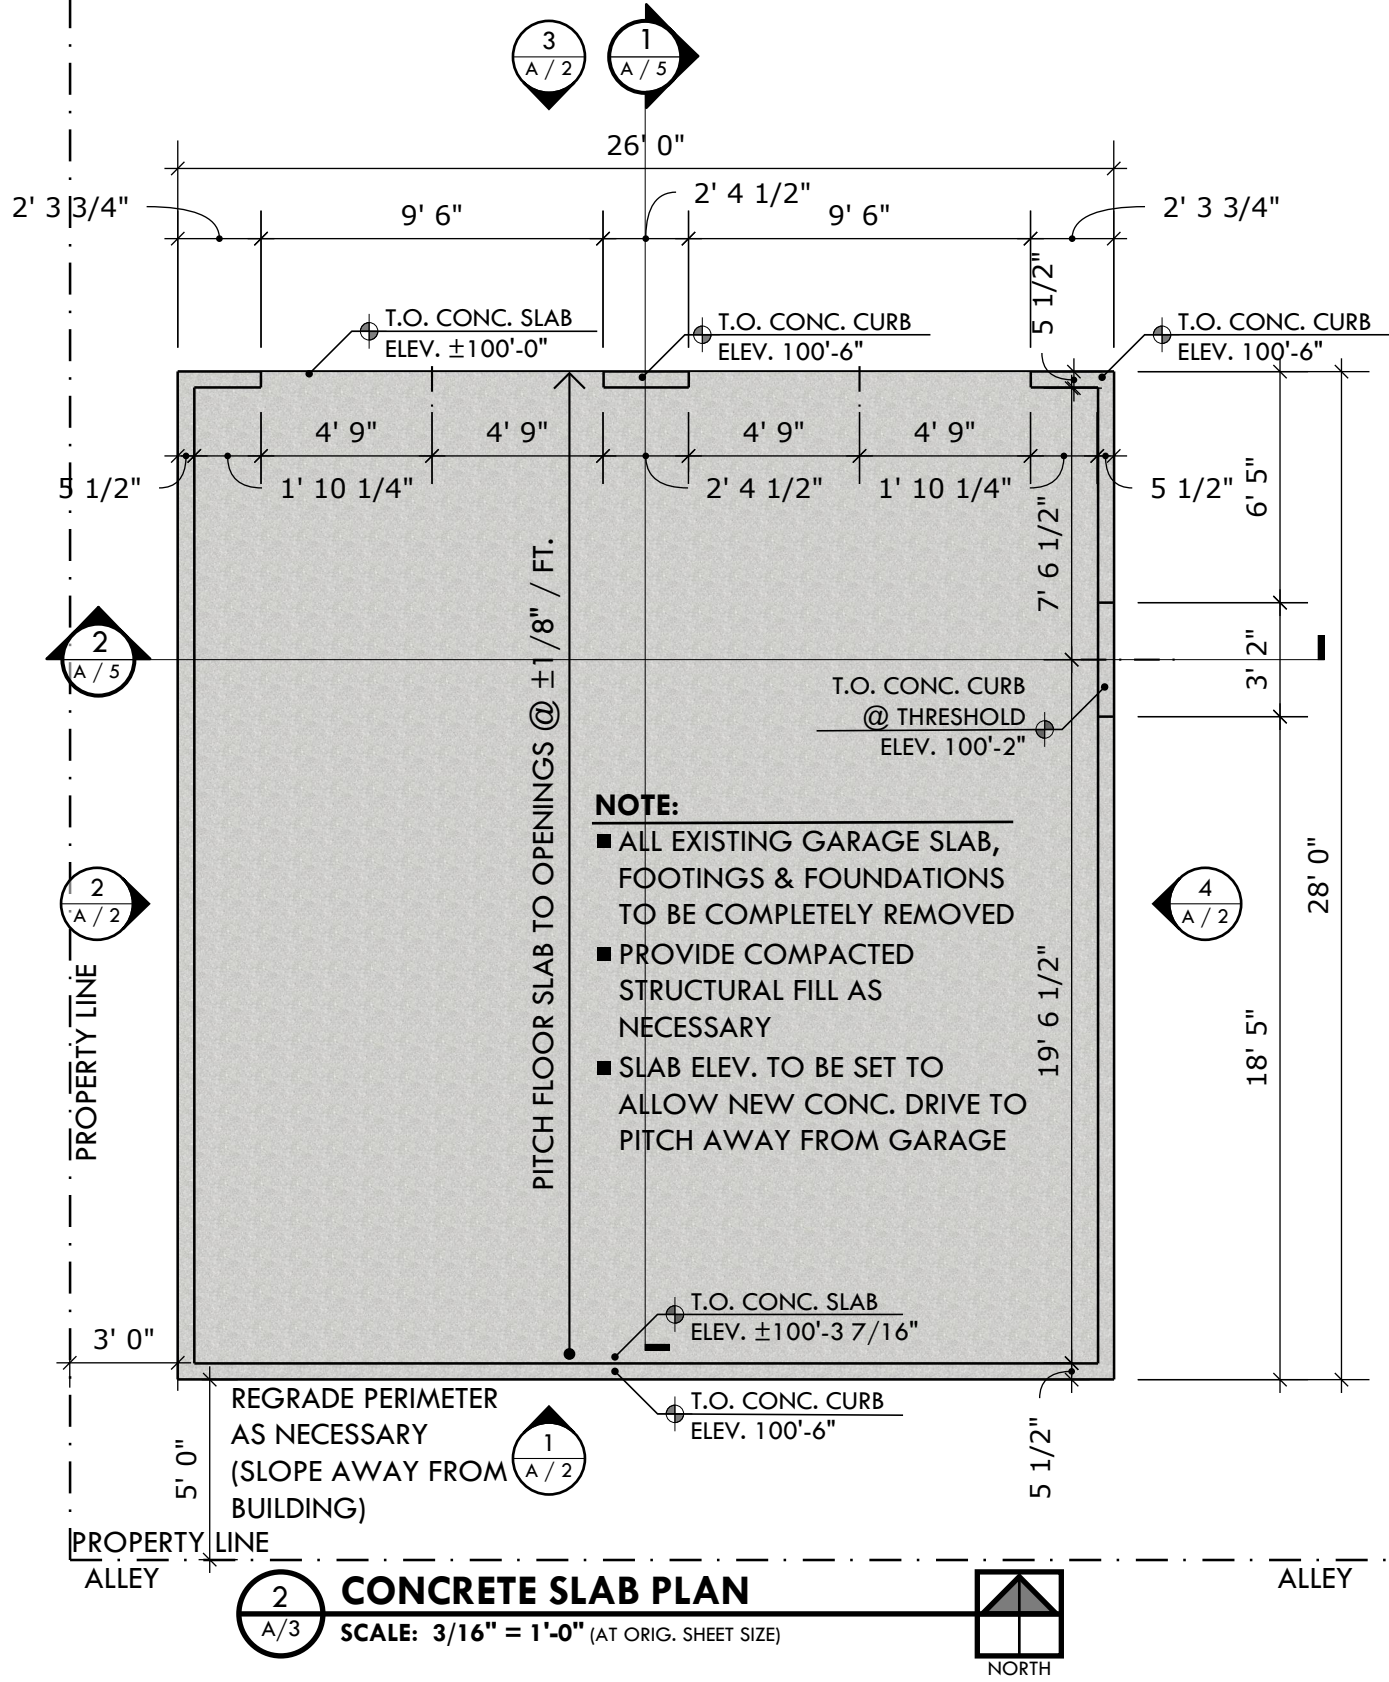 3
A / 2
1
A / 5
26' 0"
2' 3 3/4"
9' 6"
2' 4 1/2"
9' 6"
2' 3 3/4"
5 1/2"
T.O. CONC. SLAB
ELEV. ±100'-0"
T.O. CONC. CURB
ELEV. 100'-6"
T.O. CONC. CURB
ELEV. 100'-6"
4' 9"
4' 9"
4' 9"
4' 9"
5 1/2"
1' 10 1/4"
2' 4 1/2"
1' 10 1/4"
5 1/2"
6' 5"
7' 6 1/2"
PITCH FLOOR SLAB TO OPENINGS @ ±1/8" / FT.
2
A / 5
3' 2"
T.O. CONC. CURB
@ THRESHOLD
ELEV. 100'-2"
NOTE:
■ ALL EXISTING GARAGE SLAB,
FOOTINGS & FOUNDATIONS
TO BE COMPLETELY REMOVED
■ PROVIDE COMPACTED
STRUCTURAL FILL AS
NECESSARY
■ SLAB ELEV. TO BE SET TO
ALLOW NEW CONC. DRIVE TO
PITCH AWAY FROM GARAGE
28' 0"
2
A / 2
4
A / 2
PROPERTY LINE
19' 6 1/2"
18' 5"
T.O. CONC. SLAB
ELEV. ±100'-3 7/16"
3' 0"
T.O. CONC. CURB
ELEV. 100'-6"
REGRADE PERIMETER
AS NECESSARY
(SLOPE AWAY FROM
BUILDING)
1
A / 2
5' 0"
5 1/2"
PROPERTY LINE
ALLEY
ALLEY
2
A/3
CONCRETE SLAB PLAN
SCALE: 3/16" = 1'-0" (AT ORIG. SHEET SIZE)
NORTH